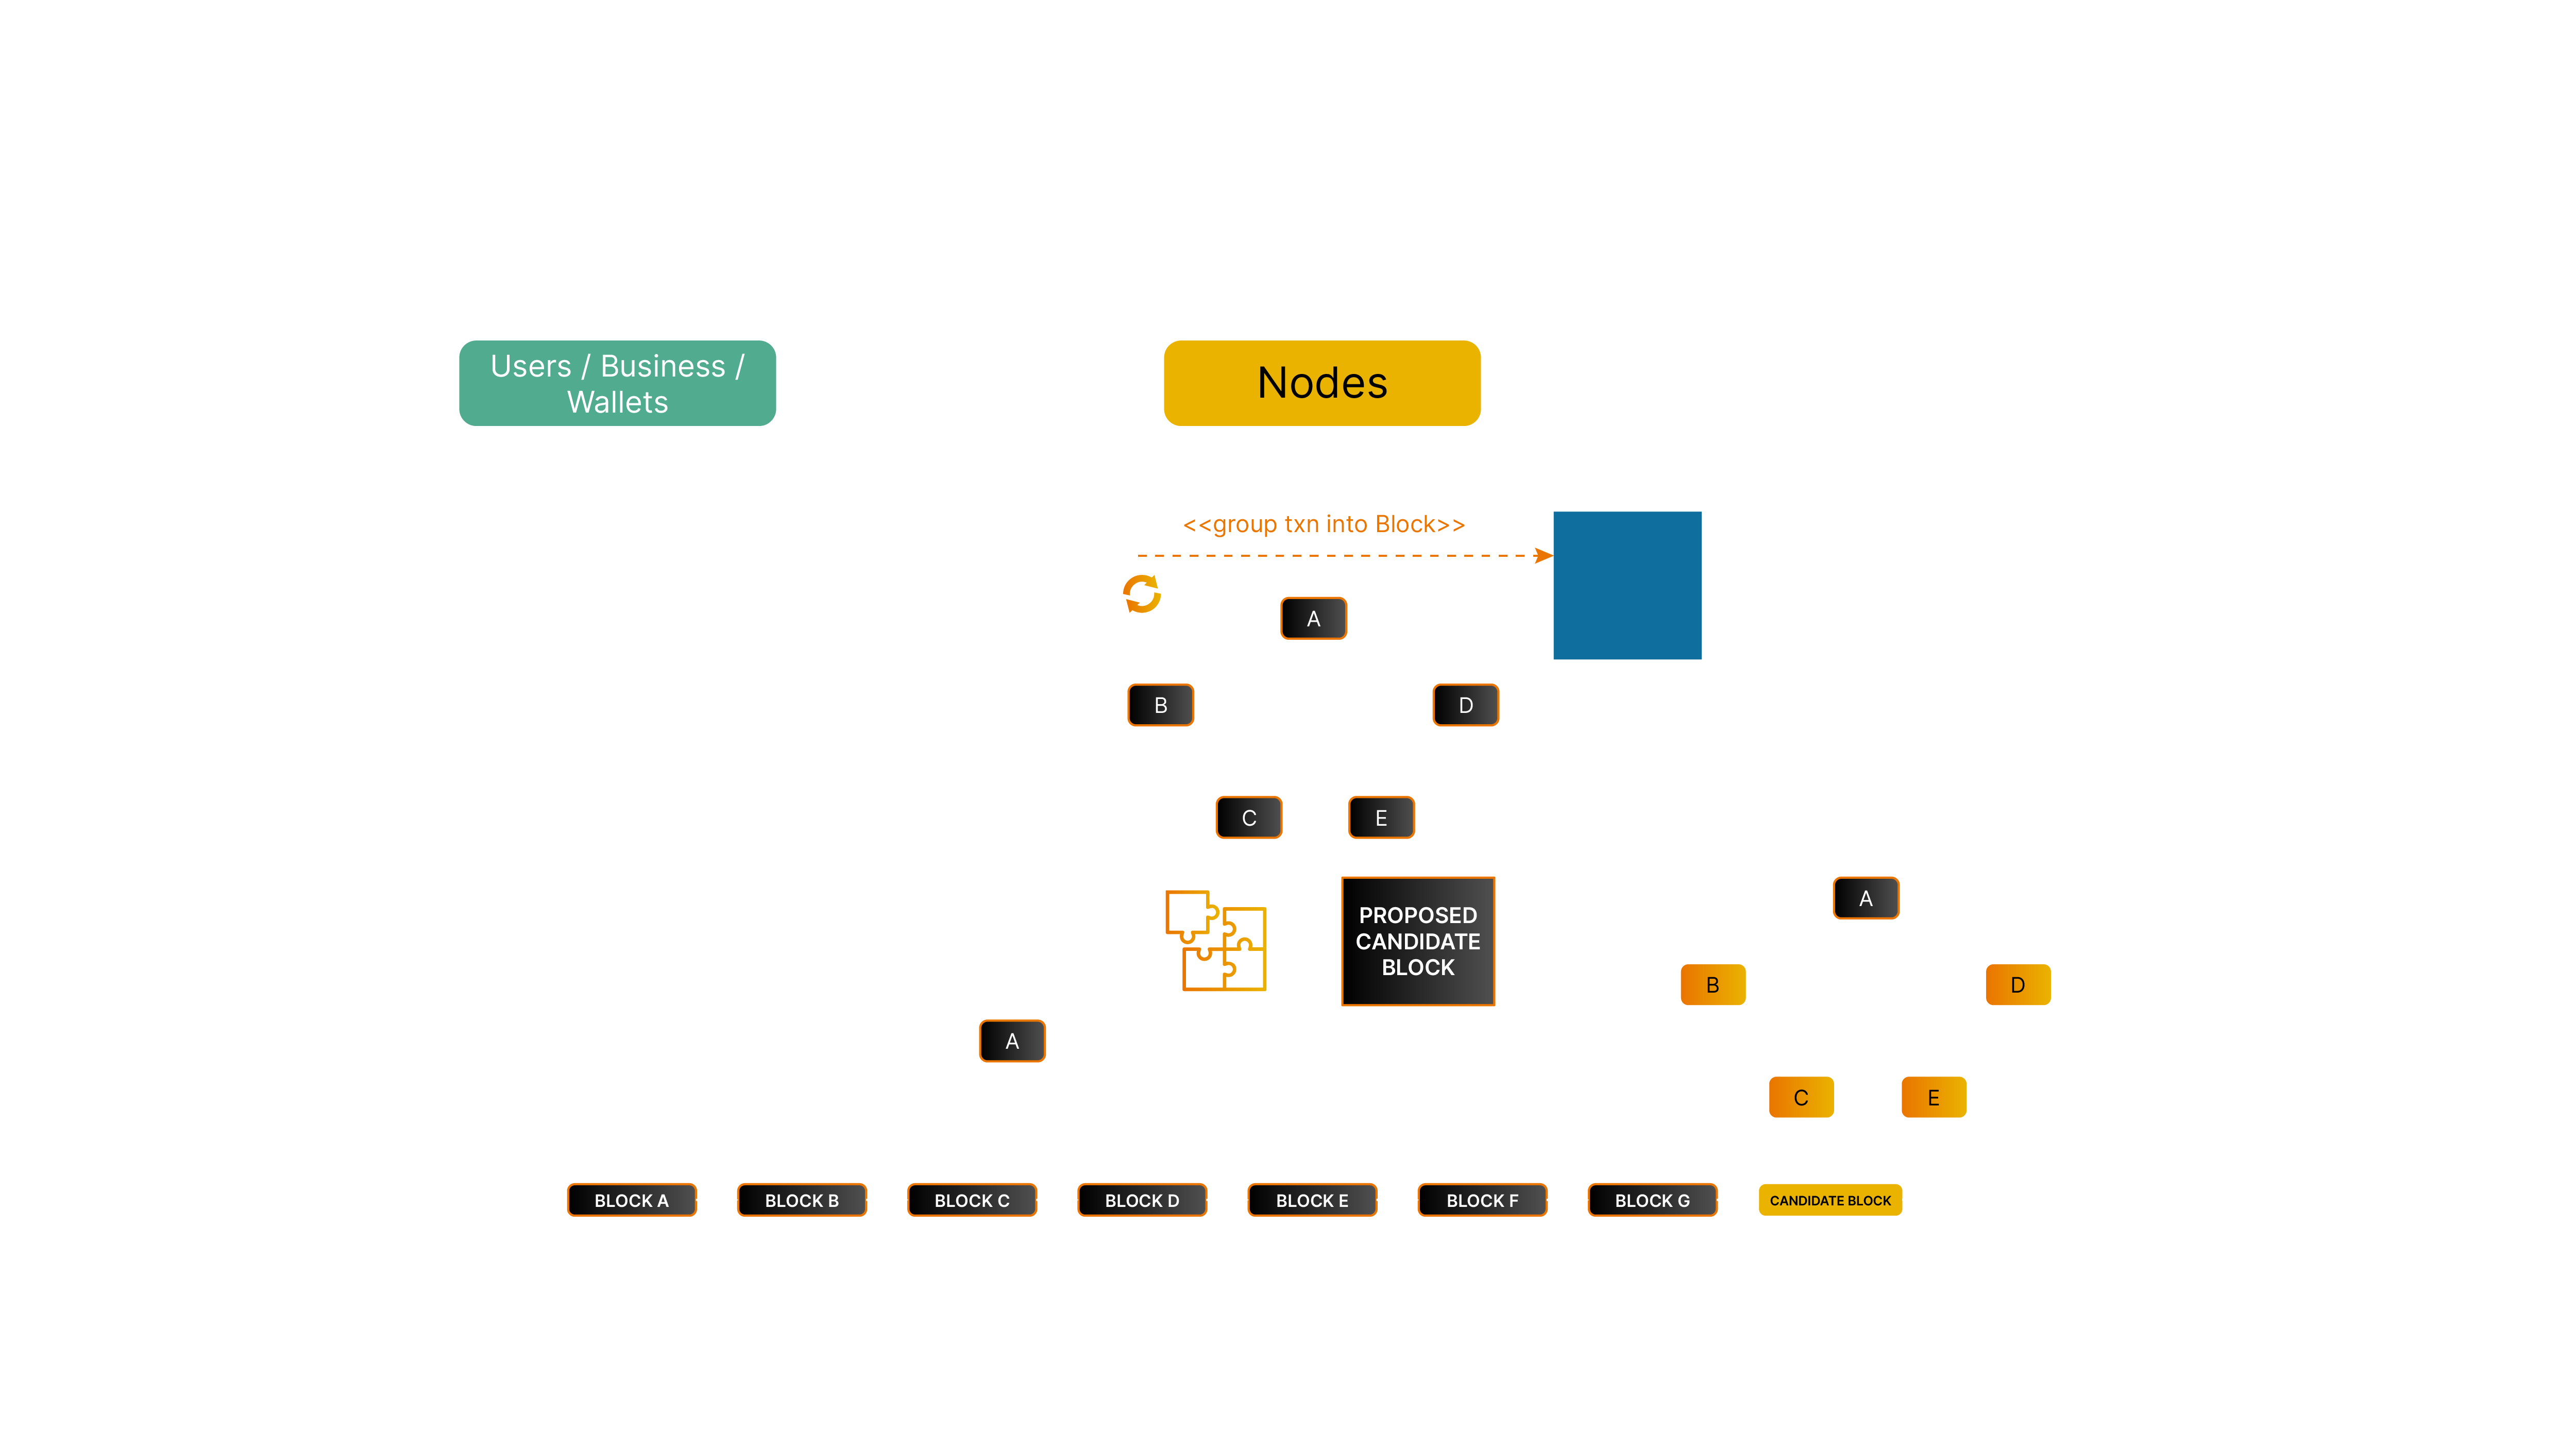 Users / Business /
Wallets
Nodes
<<group txn into Block>>
A
B
D
C
E
PROPOSED
CANDIDATE
BLOCK
A
B
D
A
C
E
BLOCK A
BLOCK B
BLOCK C
BLOCK D
BLOCK E
BLOCK F
BLOCK G
CANDIDATE BLOCK